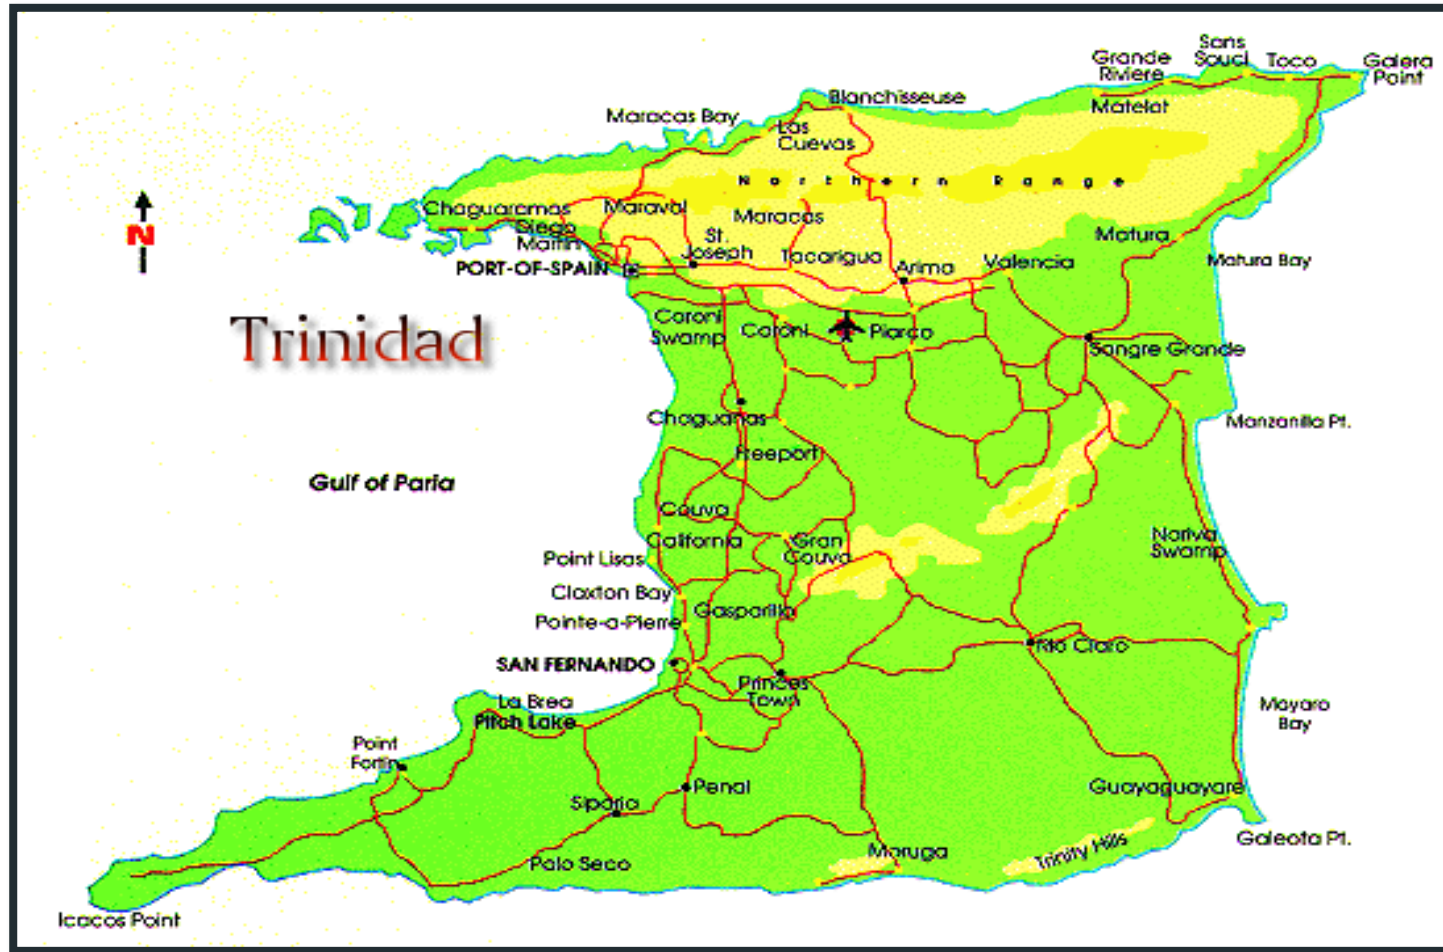 Sans
Souci
Toco
Galera
Point
Grande
Riviere
Matelot
Blanchisseuse
Maracas Bay
Las
Cuevas
Northern Range
Chaguaramas
Diego
Martin
Maraval
Maracas
St.
Joseph
Tacarigua
Arima
Valencia
Matura
Matura Bay
PORT-OF-SPAIN
N
Trinidad
Caroni
Swamp
Caroni
Piarco
Sangre Grande
Chaguanas
Manzanilla Pt.
Freeport
Gulf of Paria
Couva
California
Gran
Couva
Nariva
Swamp
Point Lisas
Claxton Bay
Gasparillo
Pointe-a-Pierre
Rio Claro
SAN FERNANDO
Princes
Town
La Brea
Pitch Lake
Mayaro
Bay
Point
Fortin
Penal
Guayaguayare
Siparia
Galeota Pt.
Palo Seco
Moruga
Trinity Hills
Icacos Point